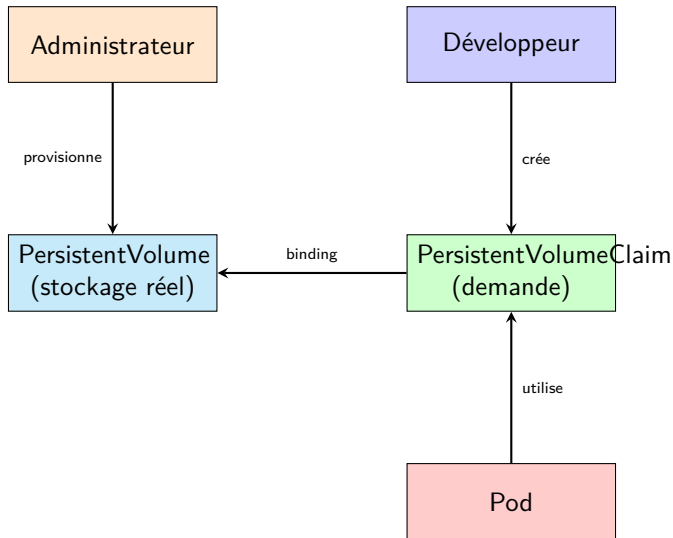 Administrateur
Développeur
provisionne
crée
PersistentVolume
(stockage réel)
binding
PersistentVolumeClaim
(demande)
utilise
Pod